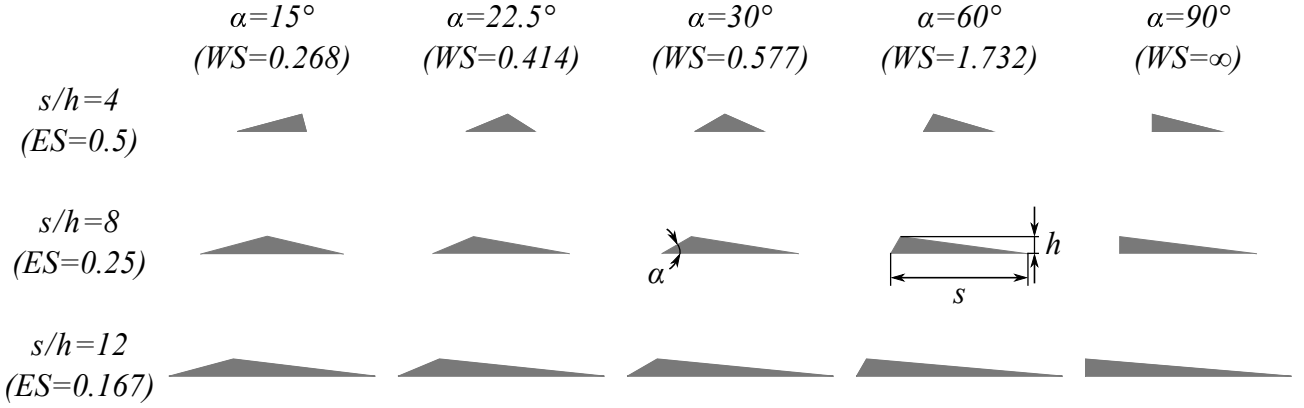 α=15° α=22.5° α=30° α=60° α=90°
(WS=0.268) (WS=0.414) (WS=0.577) (WS=1.732) (WS=∞)
s/h=4
(ES=0.5)
s/h=8
(ES=0.25)
α
s
h
s/h=12
(ES=0.167)